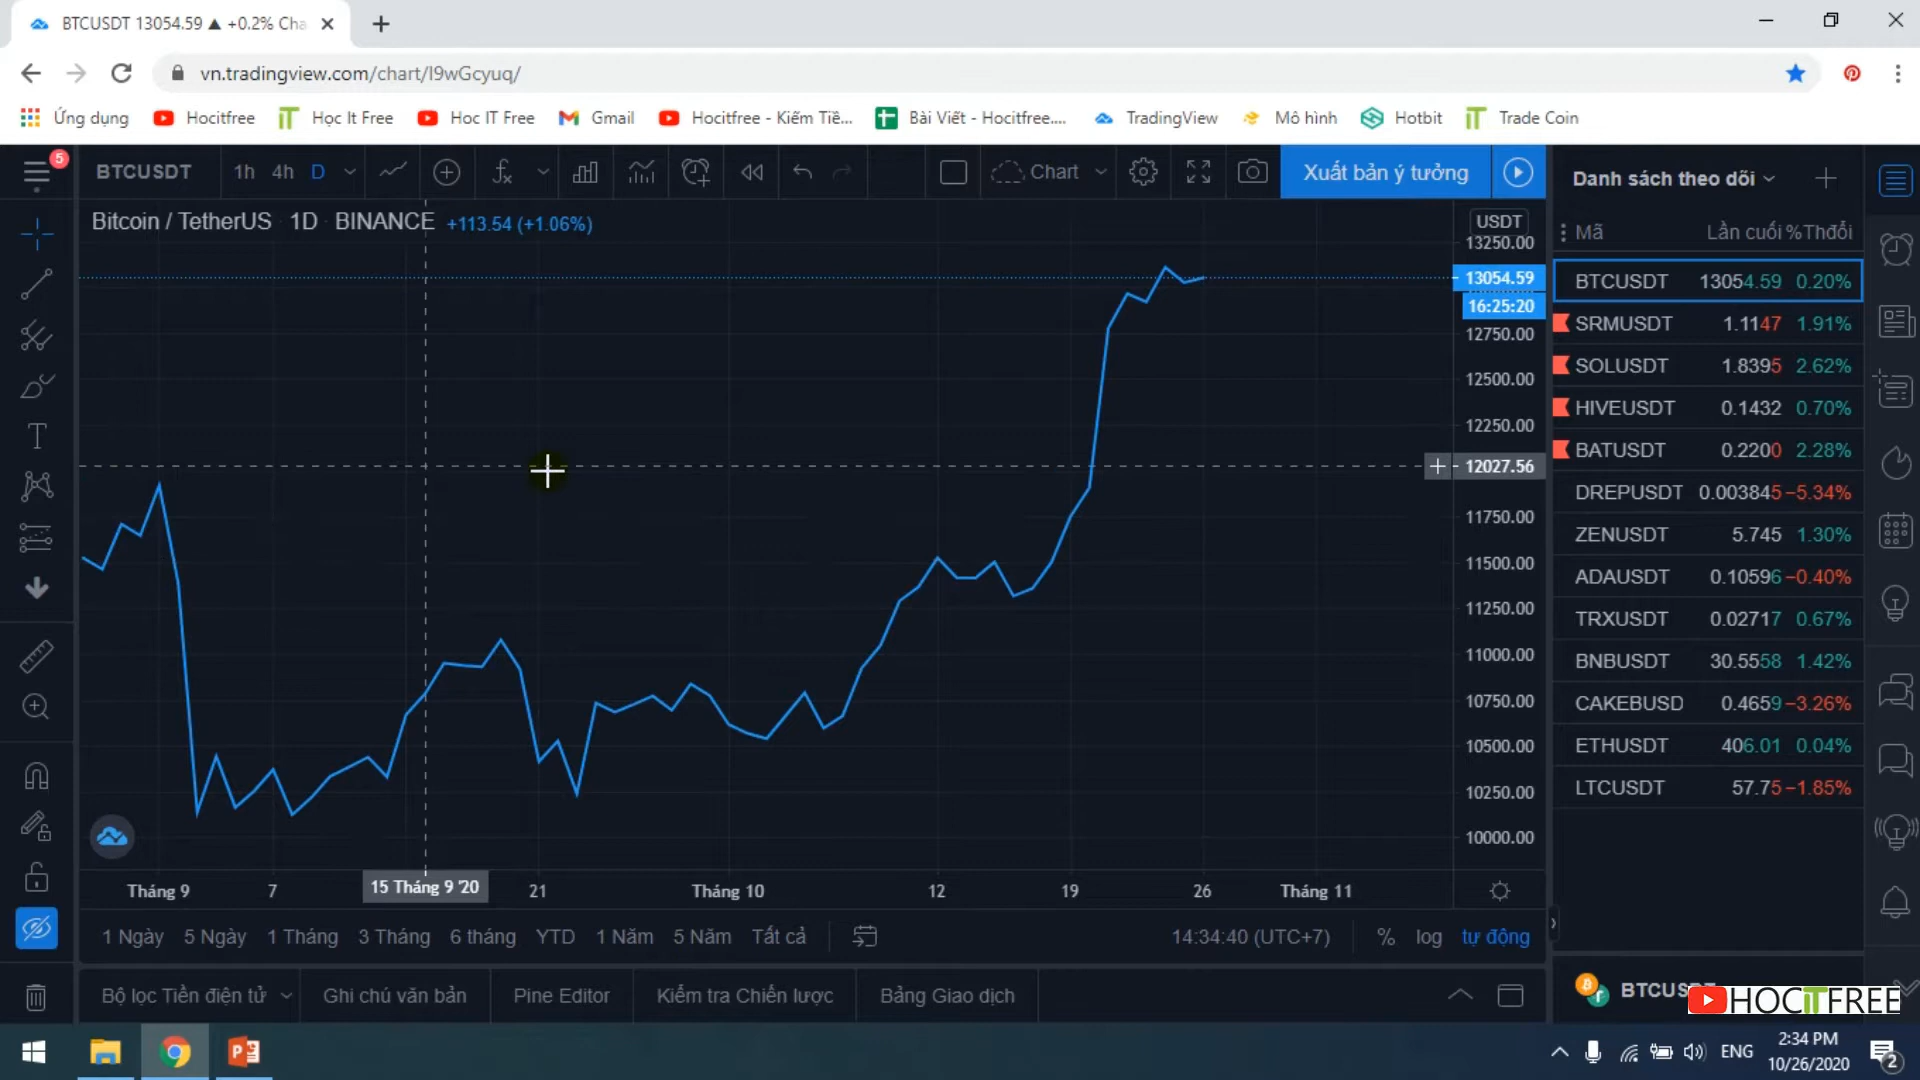 BTCUSDT 13054.59 ▲ +0.2% Cha
vn.tradingview.com/chart/l9wGcyuq/
Ứng dụng Hocitfree Học It Free Hoc IT Free Gmail Hocitfree - Kiếm Tiề... Bài Viết - Hocitfree.... TradingView Mô hình Hotbit Trade Coin
5 BTCUSDT 1h 4h D Chart Xuất bản ý tưởng
Danh sách theo dõi
Bitcoin / TetherUS 1D BINANCE +113.54 (+1.06%)
USDT
Mã Lần cuối %Thđổi
BTCUSDT 13054.59 0.20%
SRMUSDT 1.1147 1.91%
SOLUSDT 1.8395 2.62%
HIVEUSDT 0.1432 0.70%
BATUSDT 0.2200 2.28%
DREPUSDT 0.003845 −5.34%
ZENUSDT 5.745 1.30%
ADAUSDT 0.10596 −0.40%
TRXUSDT 0.02717 0.67%
BNBUSDT 30.5558 1.42%
CAKEBUSD 0.4659 −3.26%
ETHUSDT 406.01 0.04%
LTCUSDT 57.75 −1.85%
13250.00
13054.59
16:25:20
12750.00
12500.00
12250.00
12027.56
11750.00
11500.00
11250.00
11000.00
10750.00
10500.00
10250.00
10000.00
Tháng 9 7 15 Tháng 9 '20 21 Tháng 10 12 19 26 Tháng 11
1 Ngày 5 Ngày 1 Tháng 3 Tháng 6 tháng YTD 1 Năm 5 Năm Tất cả 14:34:40 (UTC+7) % log tự động
Bộ lọc Tiền điện tử Ghi chú văn bản Pine Editor Kiểm tra Chiến lược Bảng Giao dịch
HOCITFREE
ENG
2:34 PM
10/26/2020
2